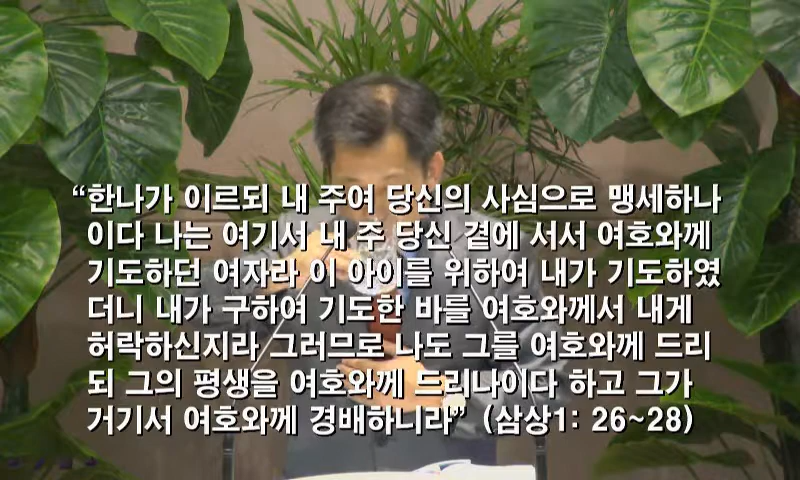 “한나가 이르되 내 주여 당신의 사심으로 맹세하나
이다 나는 여기서 내 주 당신 곁에 서서 여호와께
기도하던 여자라 이 아이를 위하여 내가 기도하였
더니 내가 구하여 기도한 바를 여호와께서 내게
허락하신지라 그러므로 나도 그를 여호와께 드리
되 그의 평생을 여호와께 드리나이다 하고 그가
거기서 여호와께 경배하니라” (삼상1: 26~28)